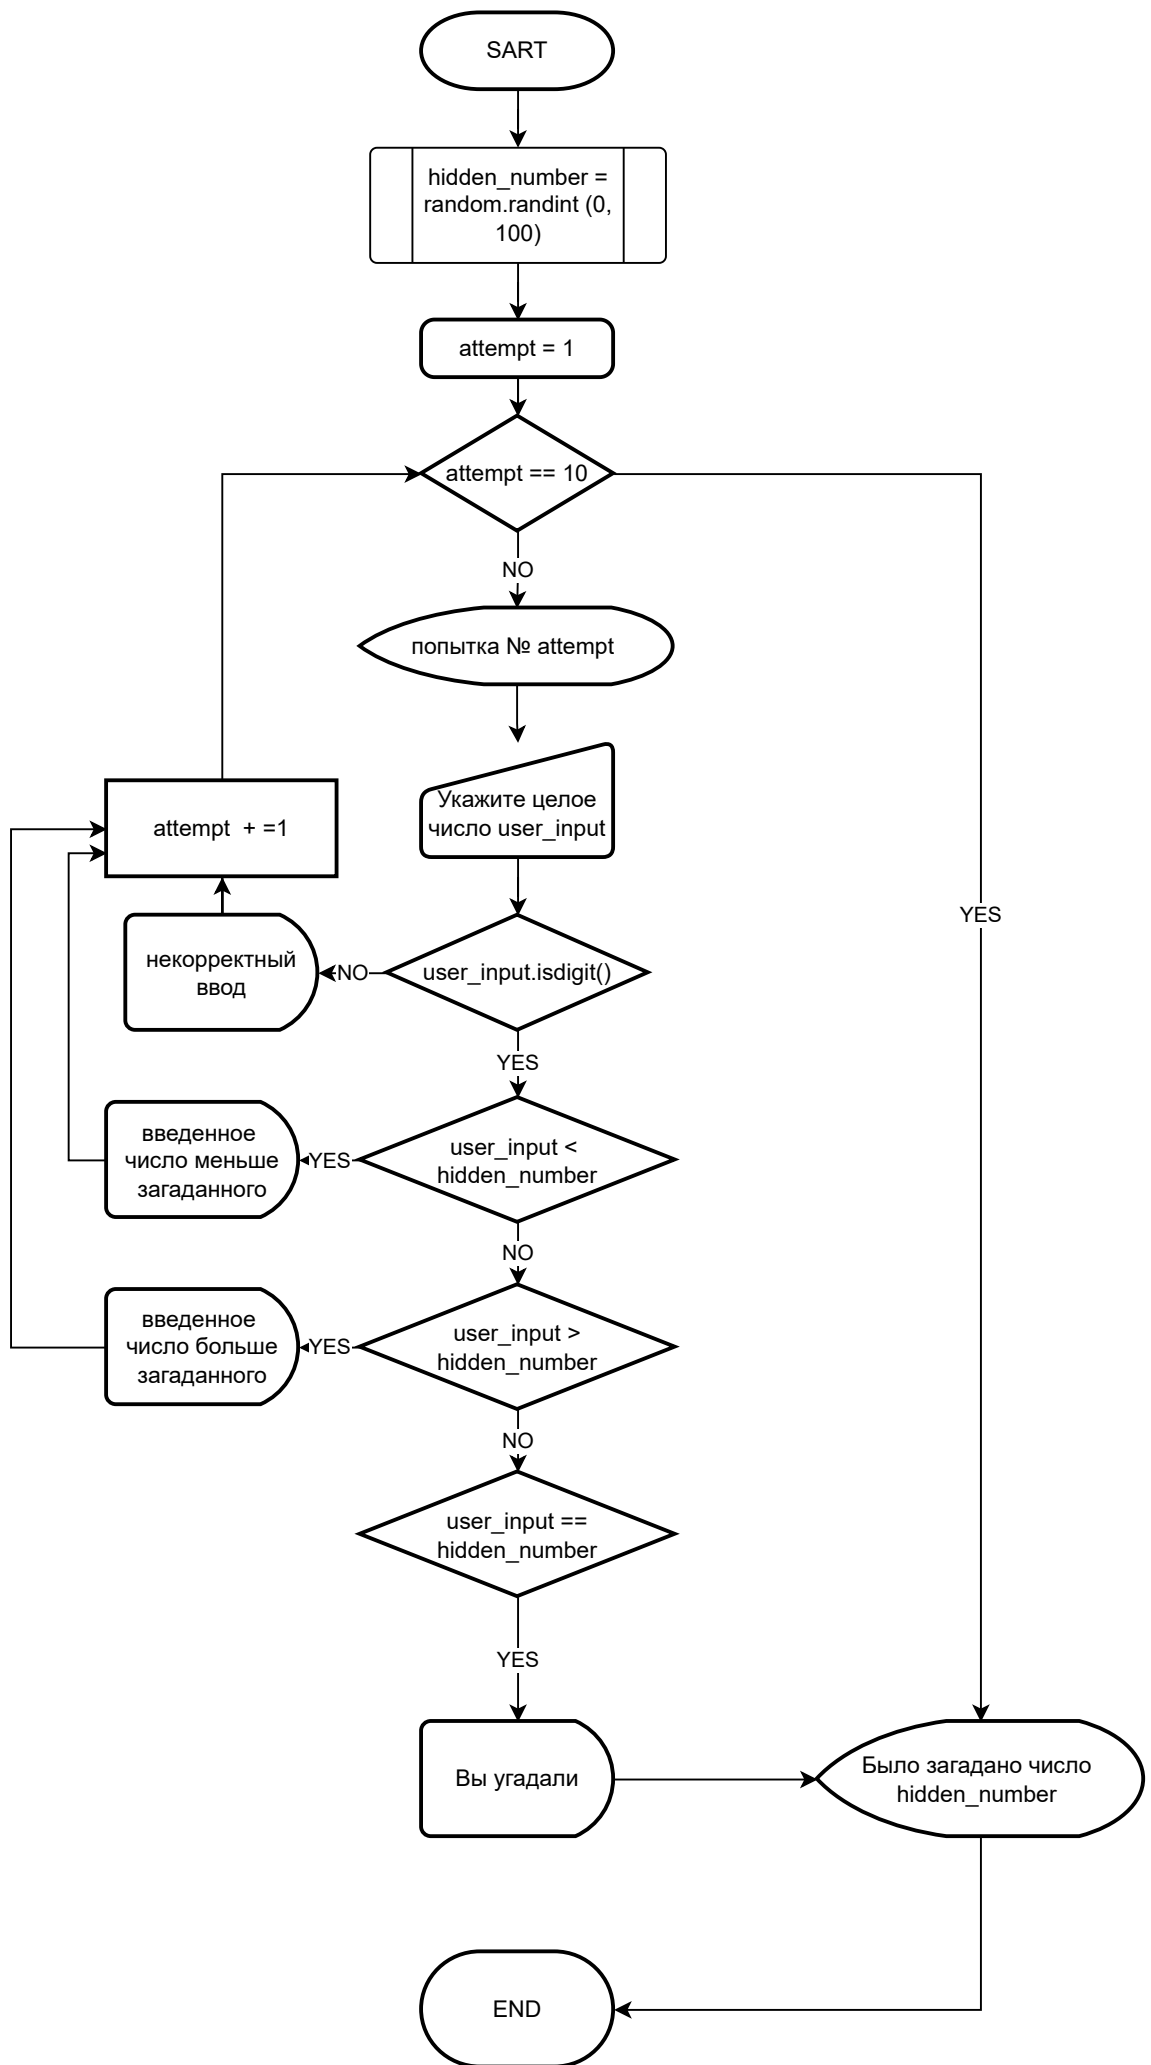 SART
hidden_number =
random.randint (0,
100)
attempt = 1
attempt == 10
NO
попытка № attempt
Укажите целое
число user_input
attempt  + =1
YES
некорректный
ввод
NO
user_input.isdigit()
YES
введенное
число меньше
загаданного
YES
user_input <
hidden_number
NO
введенное
число больше
загаданного
YES
user_input >
hidden_number
NO
user_input ==
hidden_number
YES
Вы угадали
Было загадано число
hidden_number
END